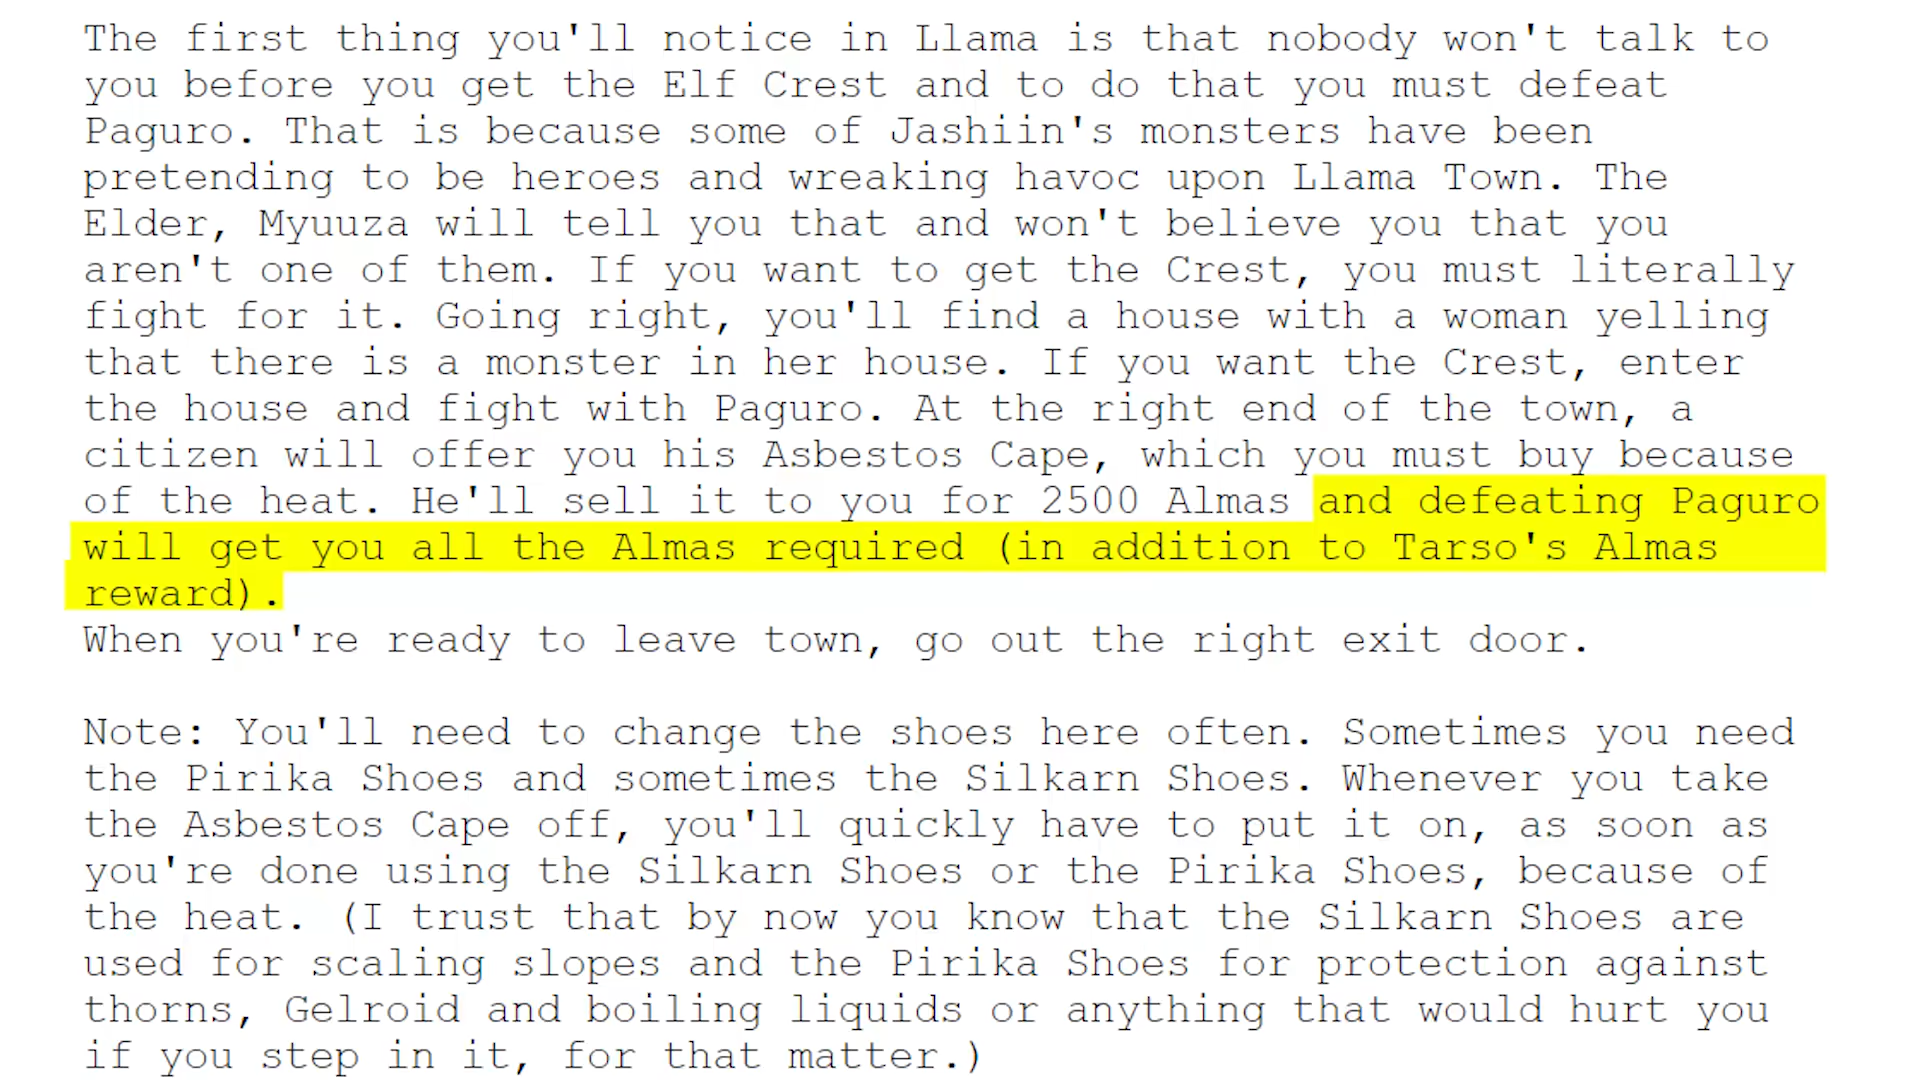 The first thing you'll notice in Llama is that nobody won't talk to
you before you get the Elf Crest and to do that you must defeat
Paguro. That is because some of Jashiin's monsters have been
pretending to be heroes and wreaking havoc upon Llama Town. The
Elder, Myuuza will tell you that and won't believe you that you
aren't one of them. If you want to get the Crest, you must literally
fight for it. Going right, you'll find a house with a woman yelling
that there is a monster in her house. If you want the Crest, enter
the house and fight with Paguro. At the right end of the town, a
citizen will offer you his Asbestos Cape, which you must buy because
of the heat. He'll sell it to you for 2500 Almas and defeating Paguro
will get you all the Almas required (in addition to Tarso's Almas
reward).
When you're ready to leave town, go out the right exit door.
Note: You'll need to change the shoes here often. Sometimes you need
the Pirika Shoes and sometimes the Silkarn Shoes. Whenever you take
the Asbestos Cape off, you'll quickly have to put it on, as soon as
you're done using the Silkarn Shoes or the Pirika Shoes, because of
the heat. (I trust that by now you know that the Silkarn Shoes are
used for scaling slopes and the Pirika Shoes for protection against
thorns, Gelroid and boiling liquids or anything that would hurt you
if you step in it, for that matter.)